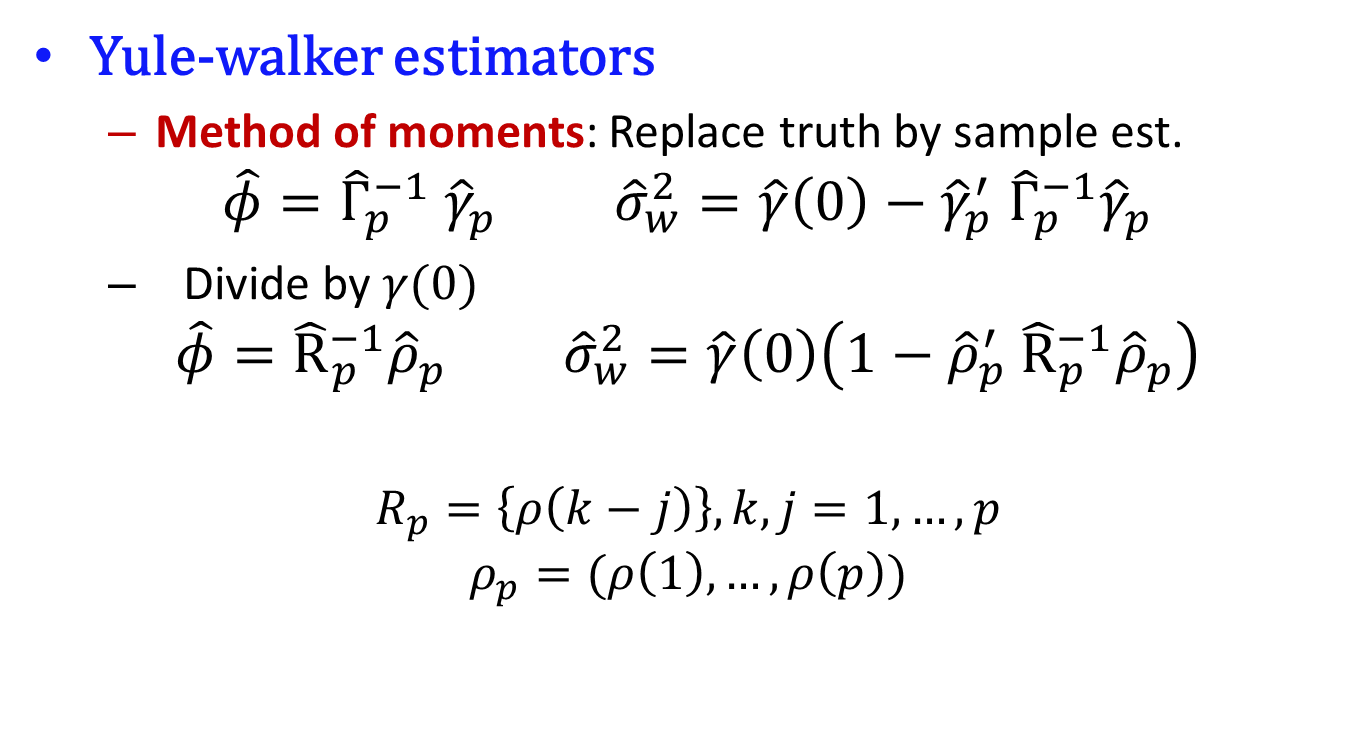 • Yule-walker estimators
– Method of moments: Replace truth by sample est.
ϕ̂ = Γ̂ₚ⁻¹ γ̂ₚ    σ̂²_w = γ̂(0) − γ̂ₚ′ Γ̂ₚ⁻¹γ̂ₚ
– Divide by γ(0)
ϕ̂ = R̂ₚ⁻¹ρ̂ₚ    σ̂²_w = γ̂(0)(1 − ρ̂ₚ′ R̂ₚ⁻¹ρ̂ₚ)
Rₚ = {ρ(k − j)}, k, j = 1, … , p
ρₚ = (ρ(1), … , ρ(p))